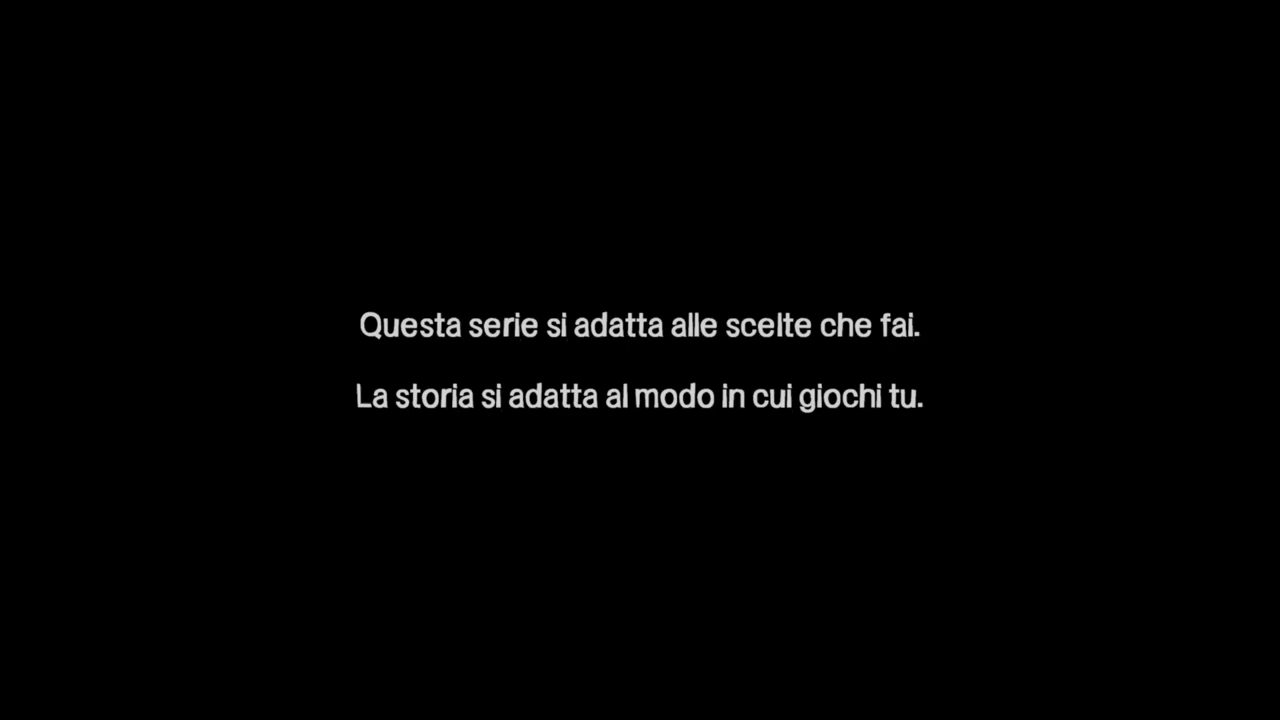 Questa serie si adatta alle scelte che fai.
La storia si adatta al modo in cui giochi tu.